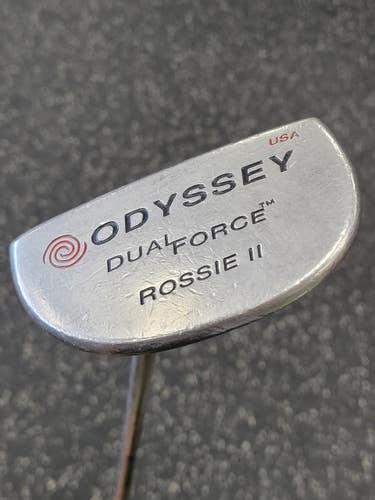 USA
ODYSSEY
DUAL FORCE™
ROSSIE II